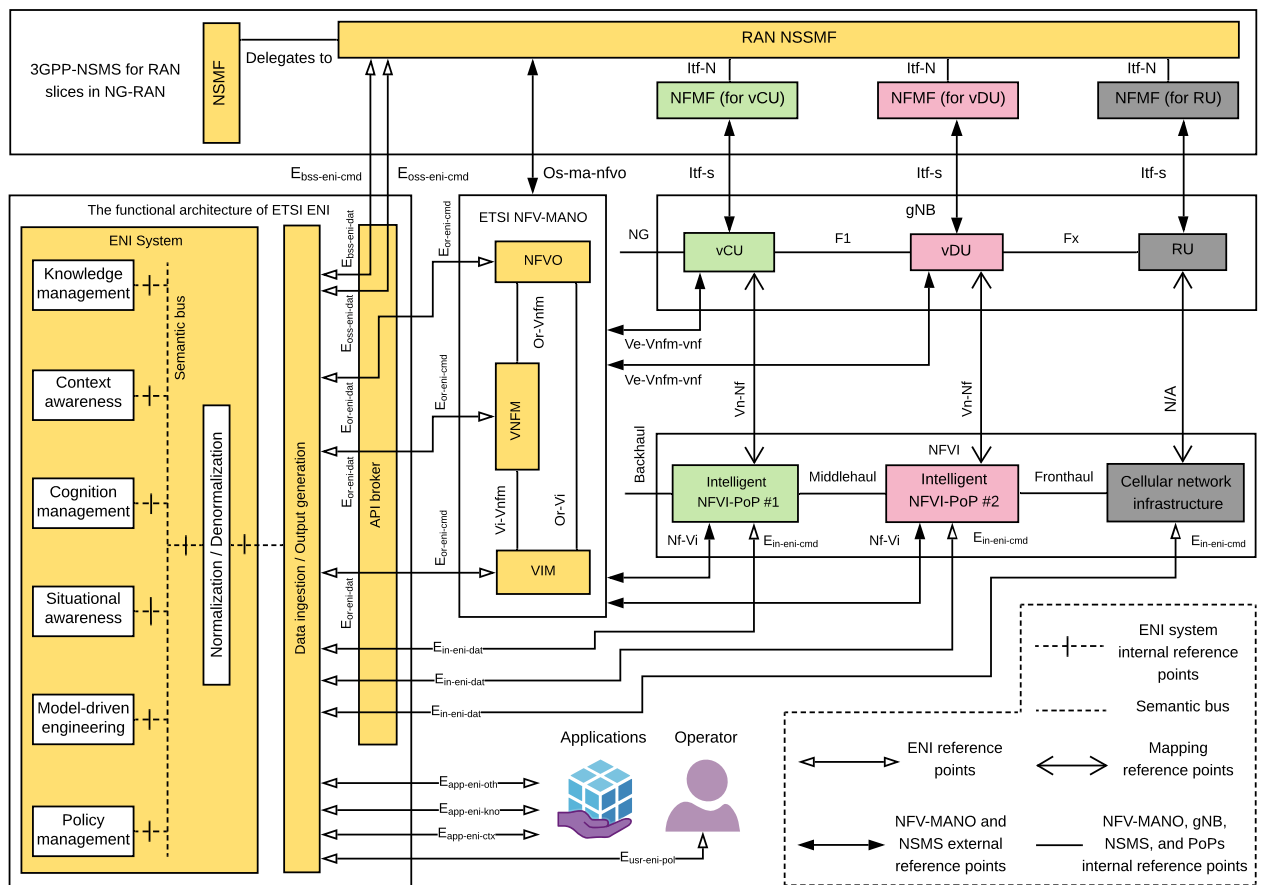 RAN NSSMF
3GPP-NSMS for RAN
slices in NG-RAN
NSMF
Delegates to
Itf-N
Itf-N
Itf-N
NFMF (for vCU)
NFMF (for vDU)
NFMF (for RU)
Ebss-eni-cmd
Eoss-eni-cmd
Os-ma-nfvo
Itf-s
Itf-s
Itf-s
The functional architecture of ETSI ENI
ENI System
Knowledge
management
Context
awareness
Cognition
management
Situational
awareness
Model-driven
engineering
Policy
management
Semantic bus
Normalization / Denormalization
Data ingestion / Output generation
API broker
Ebss-eni-dat
Eoss-eni-dat
Eor-eni-dat
Eor-eni-dat
Eor-eni-dat
Eor-eni-cmd
Eor-eni-cmd
Eor-eni-cmd
ETSI NFV-MANO
NFVO
Or-Vnfm
VNFM
Vi-Vnfm
Or-Vi
VIM
gNB
NG
vCU
F1
vDU
Fx
RU
Ve-Vnfm-vnf
Ve-Vnfm-vnf
Vn-Nf
Vn-Nf
N/A
Backhaul
NFVI
Intelligent
NFVI-PoP #1
Middlehaul
Intelligent
NFVI-PoP #2
Fronthaul
Cellular network
infrastructure
Nf-Vi
Ein-eni-cmd
Nf-Vi
Ein-eni-cmd
Ein-eni-cmd
Ein-eni-dat
Ein-eni-dat
Ein-eni-dat
Applications
Operator
Eapp-eni-oth
Eapp-eni-kno
Eapp-eni-ctx
Eusr-eni-pol
ENI system
internal reference
points
Semantic bus
ENI reference
points
Mapping
reference points
NFV-MANO and
NSMS external
reference points
NFV-MANO, gNB,
NSMS, and PoPs
internal reference points